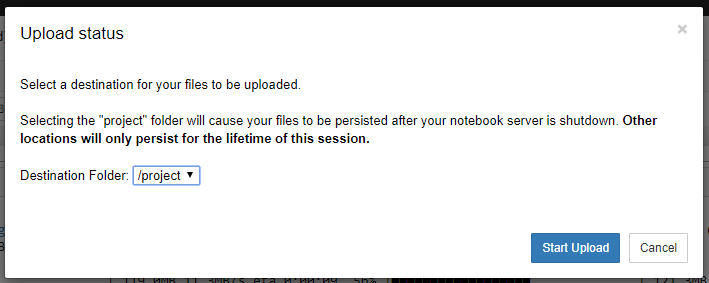 Upload status
×
Select a destination for your files to be uploaded.
Selecting the "project" folder will cause your files to be persisted after your notebook server is shutdown. Other
locations will only persist for the lifetime of this session.
Destination Folder: /project
Start Upload Cancel